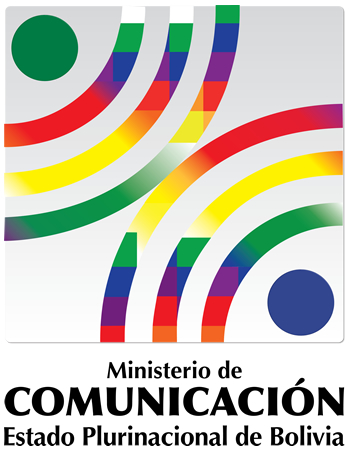 Ministerio de
COMUNICACIÓN
Estado Plurinacional de Bolivia